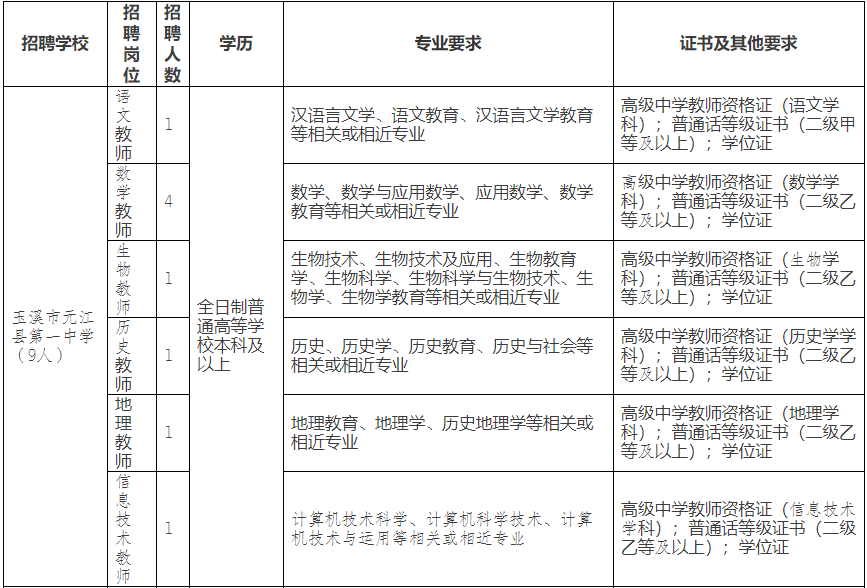 招聘学校
招
聘
岗
位
招
聘
人
数
学历
专业要求
证书及其他要求
玉溪市元江
县第一中学
（9人）
语
文
教
师
1
全日制普
通高等学
校本科及
以上
汉语言文学、语文教育、汉语言文学教育
等相关或相近专业
高级中学教师资格证（语文学
科）；普通话等级证书（二级甲
等及以上）；学位证
数
学
教
师
4
数学、数学与应用数学、应用数学、数学
教育等相关或相近专业
高级中学教师资格证（数学学
科）；普通话等级证书（二级乙
等及以上）；学位证
生
物
教
师
1
生物技术、生物技术及应用、生物教育
学、生物科学、生物科学与生物技术、生
物学、生物学教育等相关或相近专业
高级中学教师资格证（生物学
科）；普通话等级证书（二级乙
等及以上）；学位证
历
史
教
师
1
历史、历史学、历史教育、历史与社会等
相关或相近专业
高级中学教师资格证（历史学学
科）；普通话等级证书（二级乙
等及以上）；学位证
地
理
教
师
1
地理教育、地理学、历史地理学等相关或
相近专业
高级中学教师资格证（地理学
科）；普通话等级证书（二级乙
等及以上）；学位证
信
息
技
术
教
师
1
计算机技术科学、计算机科学技术、计算
机技术与运用等相关或相近专业
高级中学教师资格证（信息技术
学科）；普通话等级证书（二级
乙等及以上）；学位证